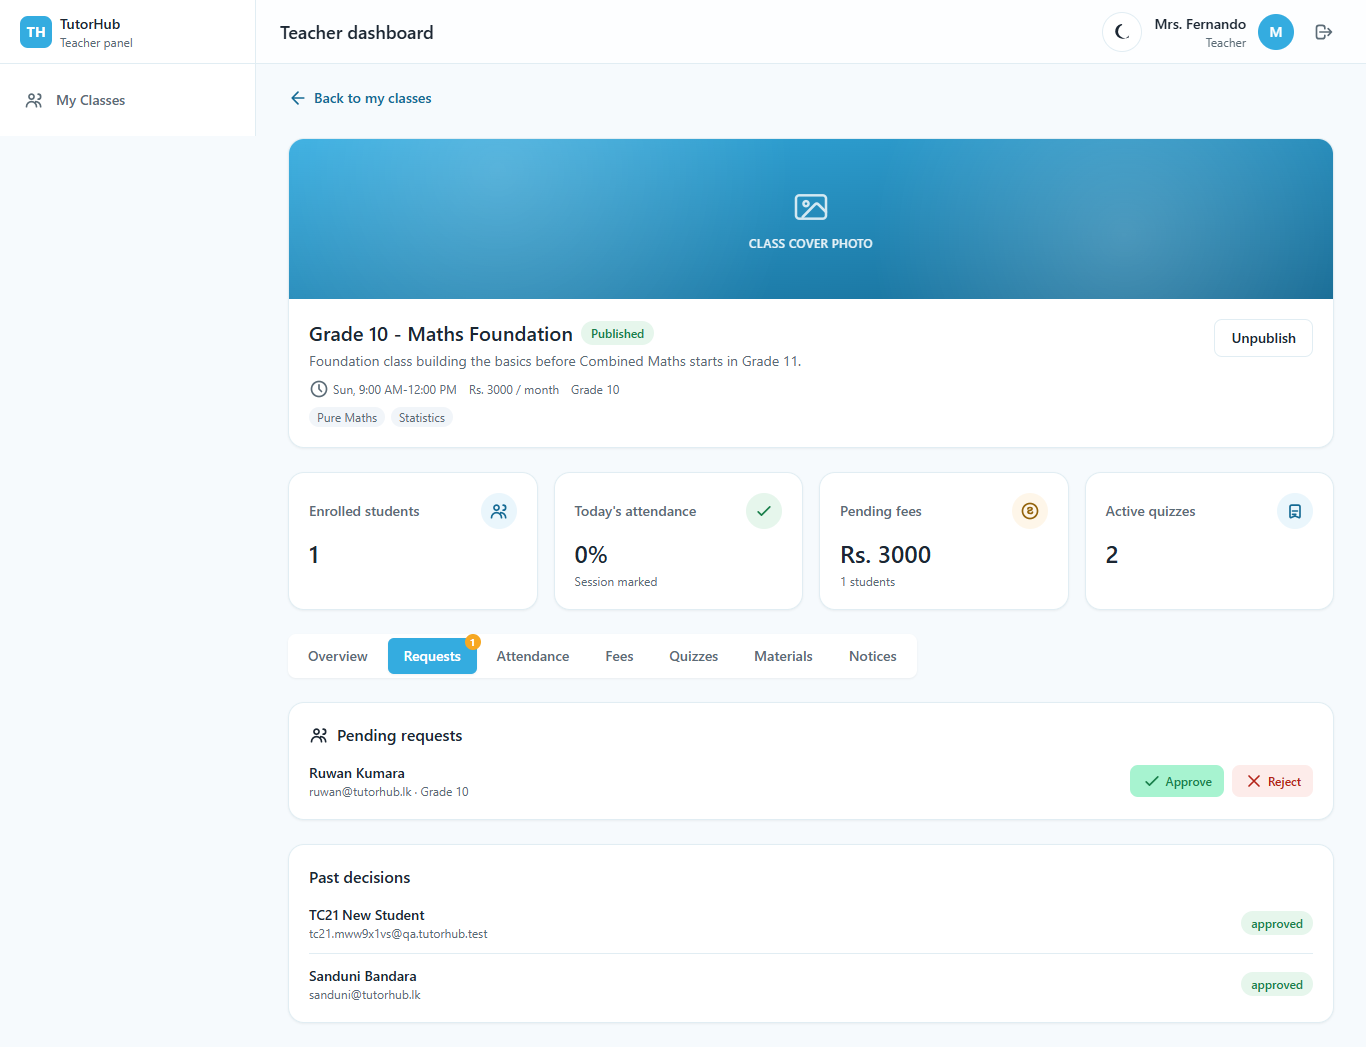 TH
TutorHub
Teacher panel
Teacher dashboard
Mrs. Fernando
Teacher
M
My Classes
Back to my classes
CLASS COVER PHOTO
Grade 10 - Maths Foundation
Published
Unpublish
Foundation class building the basics before Combined Maths starts in Grade 11.
Sun, 9:00 AM-12:00 PM Rs. 3000 / month Grade 10
Pure Maths Statistics
Enrolled students
1
Today's attendance
0%
Session marked
Pending fees
Rs. 3000
1 students
Active quizzes
2
Overview Requests 1 Attendance Fees Quizzes Materials Notices
Pending requests
Ruwan Kumara
ruwan@tutorhub.lk · Grade 10
Approve Reject
Past decisions
TC21 New Student
tc21.mww9x1vs@qa.tutorhub.test
approved
Sanduni Bandara
sanduni@tutorhub.lk
approved